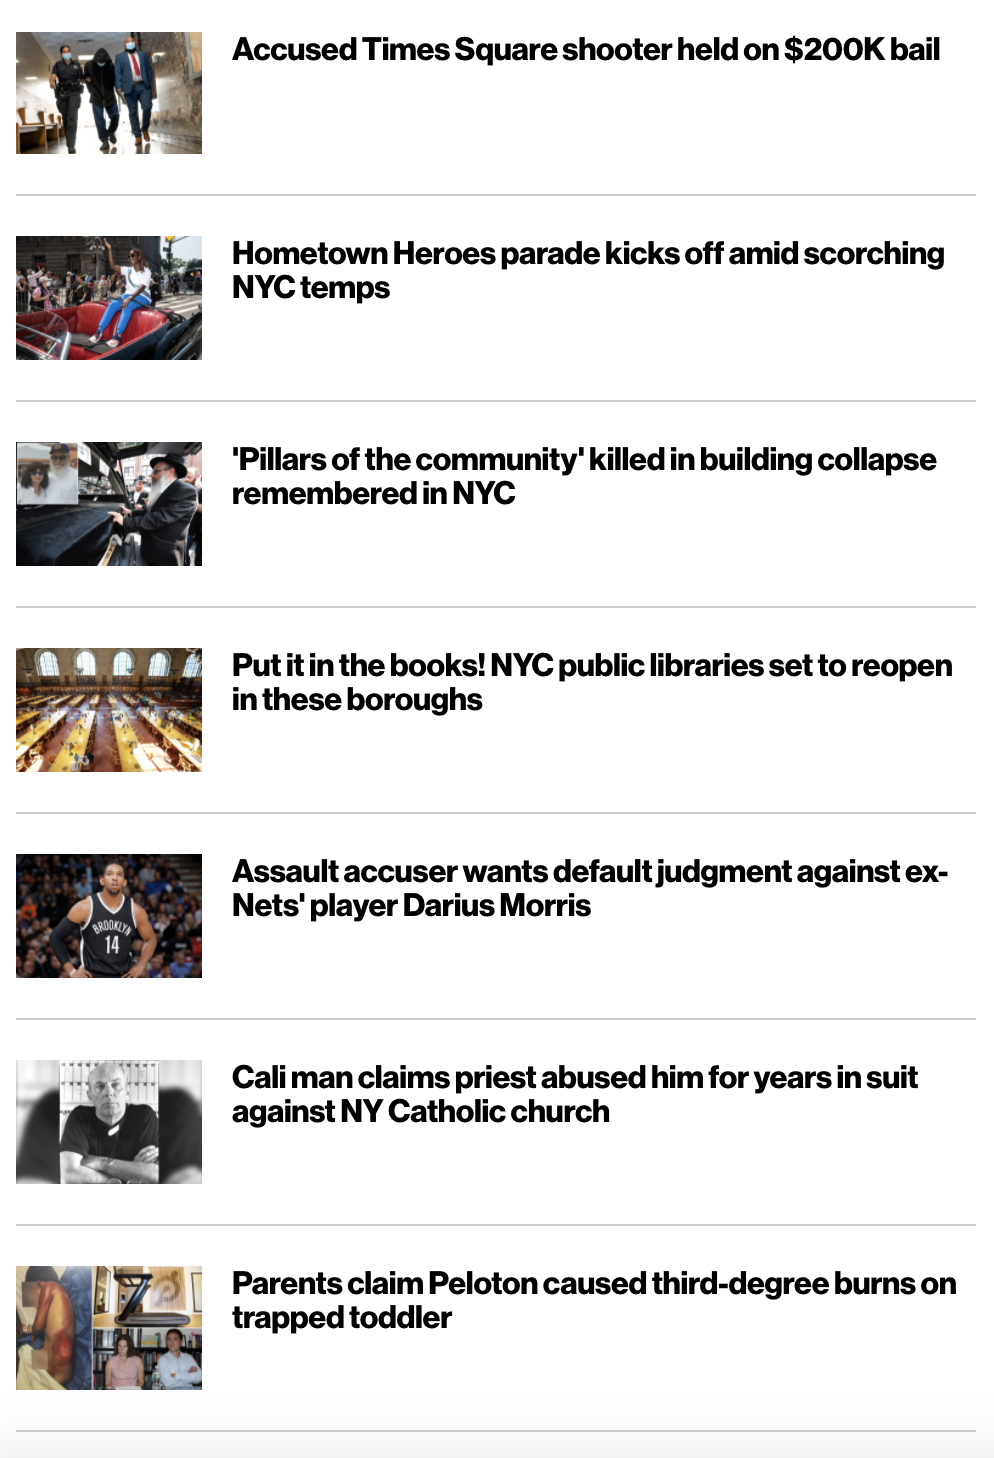 Accused Times Square shooter held on $200K bail
Hometown Heroes parade kicks off amid scorching
NYC temps
'Pillars of the community' killed in building collapse
remembered in NYC
Put it in the books! NYC public libraries set to reopen
in these boroughs
Assault accuser wants default judgment against ex-
Nets' player Darius Morris
BROOKLYN
14
Cali man claims priest abused him for years in suit
against NY Catholic church
Parents claim Peloton caused third-degree burns on
trapped toddler